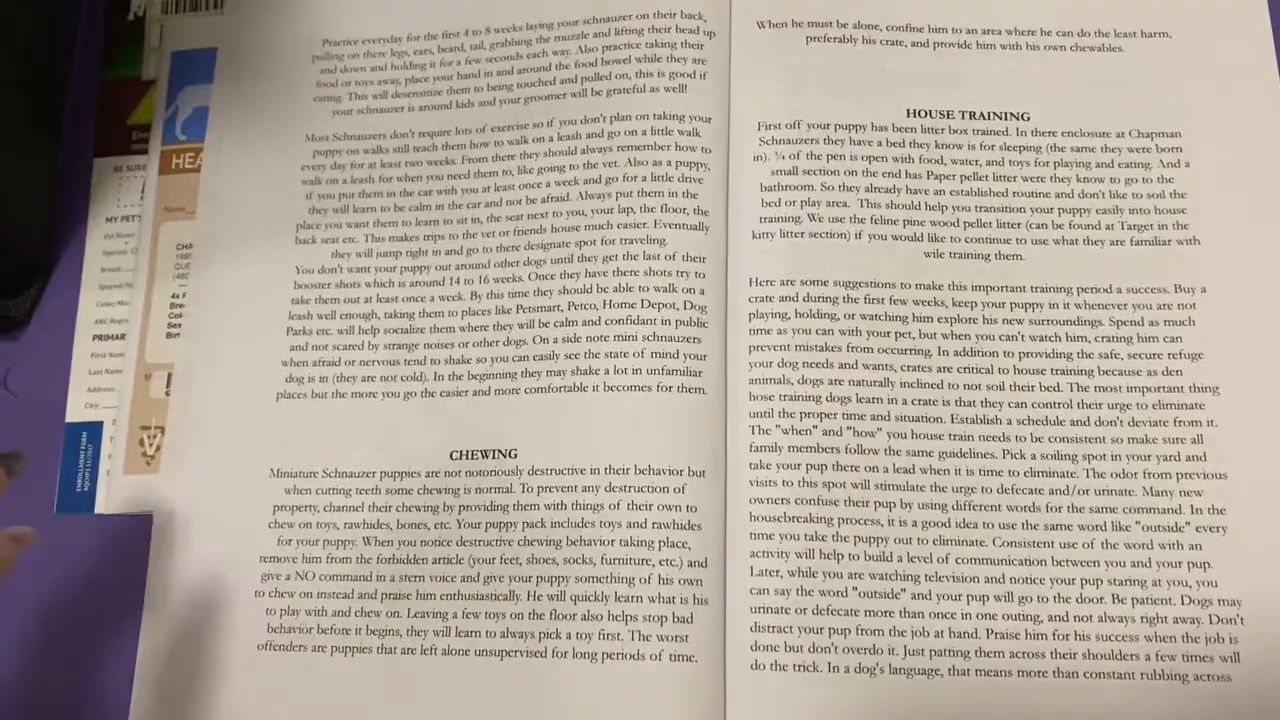 Practice everyday for the first 4 to 8 weeks laying your schnauzer on their back,
pulling on there legs, ears, beard, tail, grabbing the muzzle and lifting their head up
and down and holding it for a few seconds each way. Also practice taking their
food or toys away, place your hand in and around the food bowel while they are
eating. This will desensitize them to being touched and pulled on, this is good if
your schnauzer is around kids and your groomer will be grateful as well!
Most Schnauzers don't require lots of exercise so if you don't plan on taking your
puppy on walks still teach them how to walk on a leash and go on a little walk
every day for at least two weeks. From there they should always remember how to
walk on a leash for when you need them to, like going to the vet. Also as a puppy,
if you put them in the car with you at least once a week and go for a little drive
they will learn to be calm in the car and not be afraid. Always put them in the
place you want them to learn to sit in, the seat next to you, your lap, the floor, the
back seat etc. This makes trips to the vet or friends house much easier. Eventually
they will jump right in and go to there designate spot for traveling.
You don't want your puppy out around other dogs until they get the last of their
booster shots which is around 14 to 16 weeks. Once they have there shots try to
take them out at least once a week. By this time they should be able to walk on a
leash well enough, taking them to places like Petsmart, Petco, Home Depot, Dog
Parks etc. will help socialize them where they will be calm and confidant in public
and not scared by strange noises or other dogs. On a side note mini schnauzers
when afraid or nervous tend to shake so you can easily see the state of mind your
dog is in (they are not cold). In the beginning they may shake a lot in unfamiliar
places but the more you go the easier and more comfortable it becomes for them.
CHEWING
Miniature Schnauzer puppies are not notoriously destructive in their behavior but
when cutting teeth some chewing is normal. To prevent any destruction of
property, channel their chewing by providing them with things of their own to
chew on toys, rawhides, bones, etc. Your puppy pack includes toys and rawhides
for your puppy. When you notice destructive chewing behavior taking place,
remove him from the forbidden article (your feet, shoes, socks, furniture, etc.) and
give a NO command in a stern voice and give your puppy something of his own
to chew on instead and praise him enthusiastically. He will quickly learn what is his
to play with and chew on. Leaving a few toys on the floor also helps stop bad
behavior before it begins, they will learn to always pick a toy first. The worst
offenders are puppies that are left alone unsupervised for long periods of time.
When he must be alone, confine him to an area where he can do the least harm,
preferably his crate, and provide him with his own chewables.
HOUSE TRAINING
First off your puppy has been litter box trained. In there enclosure at Chapman
Schnauzers they have a bed they know is for sleeping (the same they were born
in). ¾ of the pen is open with food, water, and toys for playing and eating. And a
small section on the end has Paper pellet litter were they know to go to the
bathroom. So they already have an established routine and don't like to soil the
bed or play area. This should help you transition your puppy easily into house
training. We use the feline pine wood pellet litter (can be found at Target in the
kitty litter section) if you would like to continue to use what they are familiar with
wile training them.
Here are some suggestions to make this important training period a success. Buy a
crate and during the first few weeks, keep your puppy in it whenever you are not
playing, holding, or watching him explore his new surroundings. Spend as much
time as you can with your pet, but when you can't watch him, crating him can
prevent mistakes from occurring. In addition to providing the safe, secure refuge
your dog needs and wants, crates are critical to house training because as den
animals, dogs are naturally inclined to not soil their bed. The most important thing
hose training dogs learn in a crate is that they can control their urge to eliminate
until the proper time and situation. Establish a schedule and don't deviate from it.
The "when" and "how" you house train needs to be consistent so make sure all
family members follow the same guidelines. Pick a soiling spot in your yard and
take your pup there on a lead when it is time to eliminate. The odor from previous
visits to this spot will stimulate the urge to defecate and/or urinate. Many new
owners confuse their pup by using different words for the same command. In the
housebreaking process, it is a good idea to use the same word like "outside" every
time you take the puppy out to eliminate. Consistent use of the word with an
activity will help to build a level of communication between you and your pup.
Later, while you are watching television and notice your pup staring at you, you
can say the word "outside" and your pup will go to the door. Be patient. Dogs may
urinate or defecate more than once in one outing, and not always right away. Don't
distract your pup from the job at hand. Praise him for his success when the job is
done but don't overdo it. Just patting them across their shoulders a few times will
do the trick. In a dog's language, that means more than constant rubbing across
BE SURE
MY PET'S
Pet Name
Breed
PRIMAR
First Name
Last Name
Address
City
ENROLLMENT FORM
HEA
Name
CHA
QUE
4x F
Bre
Col
Sex
Birt
M